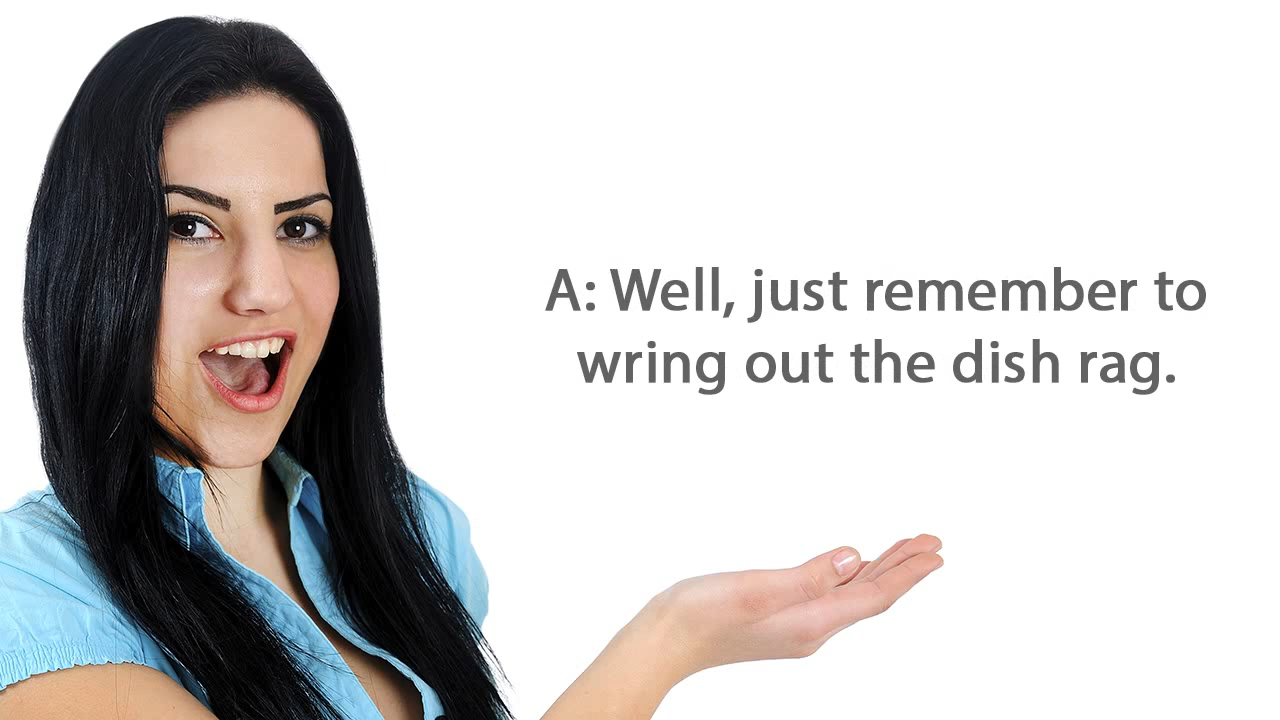 A: Well, just remember to
wring out the dish rag.